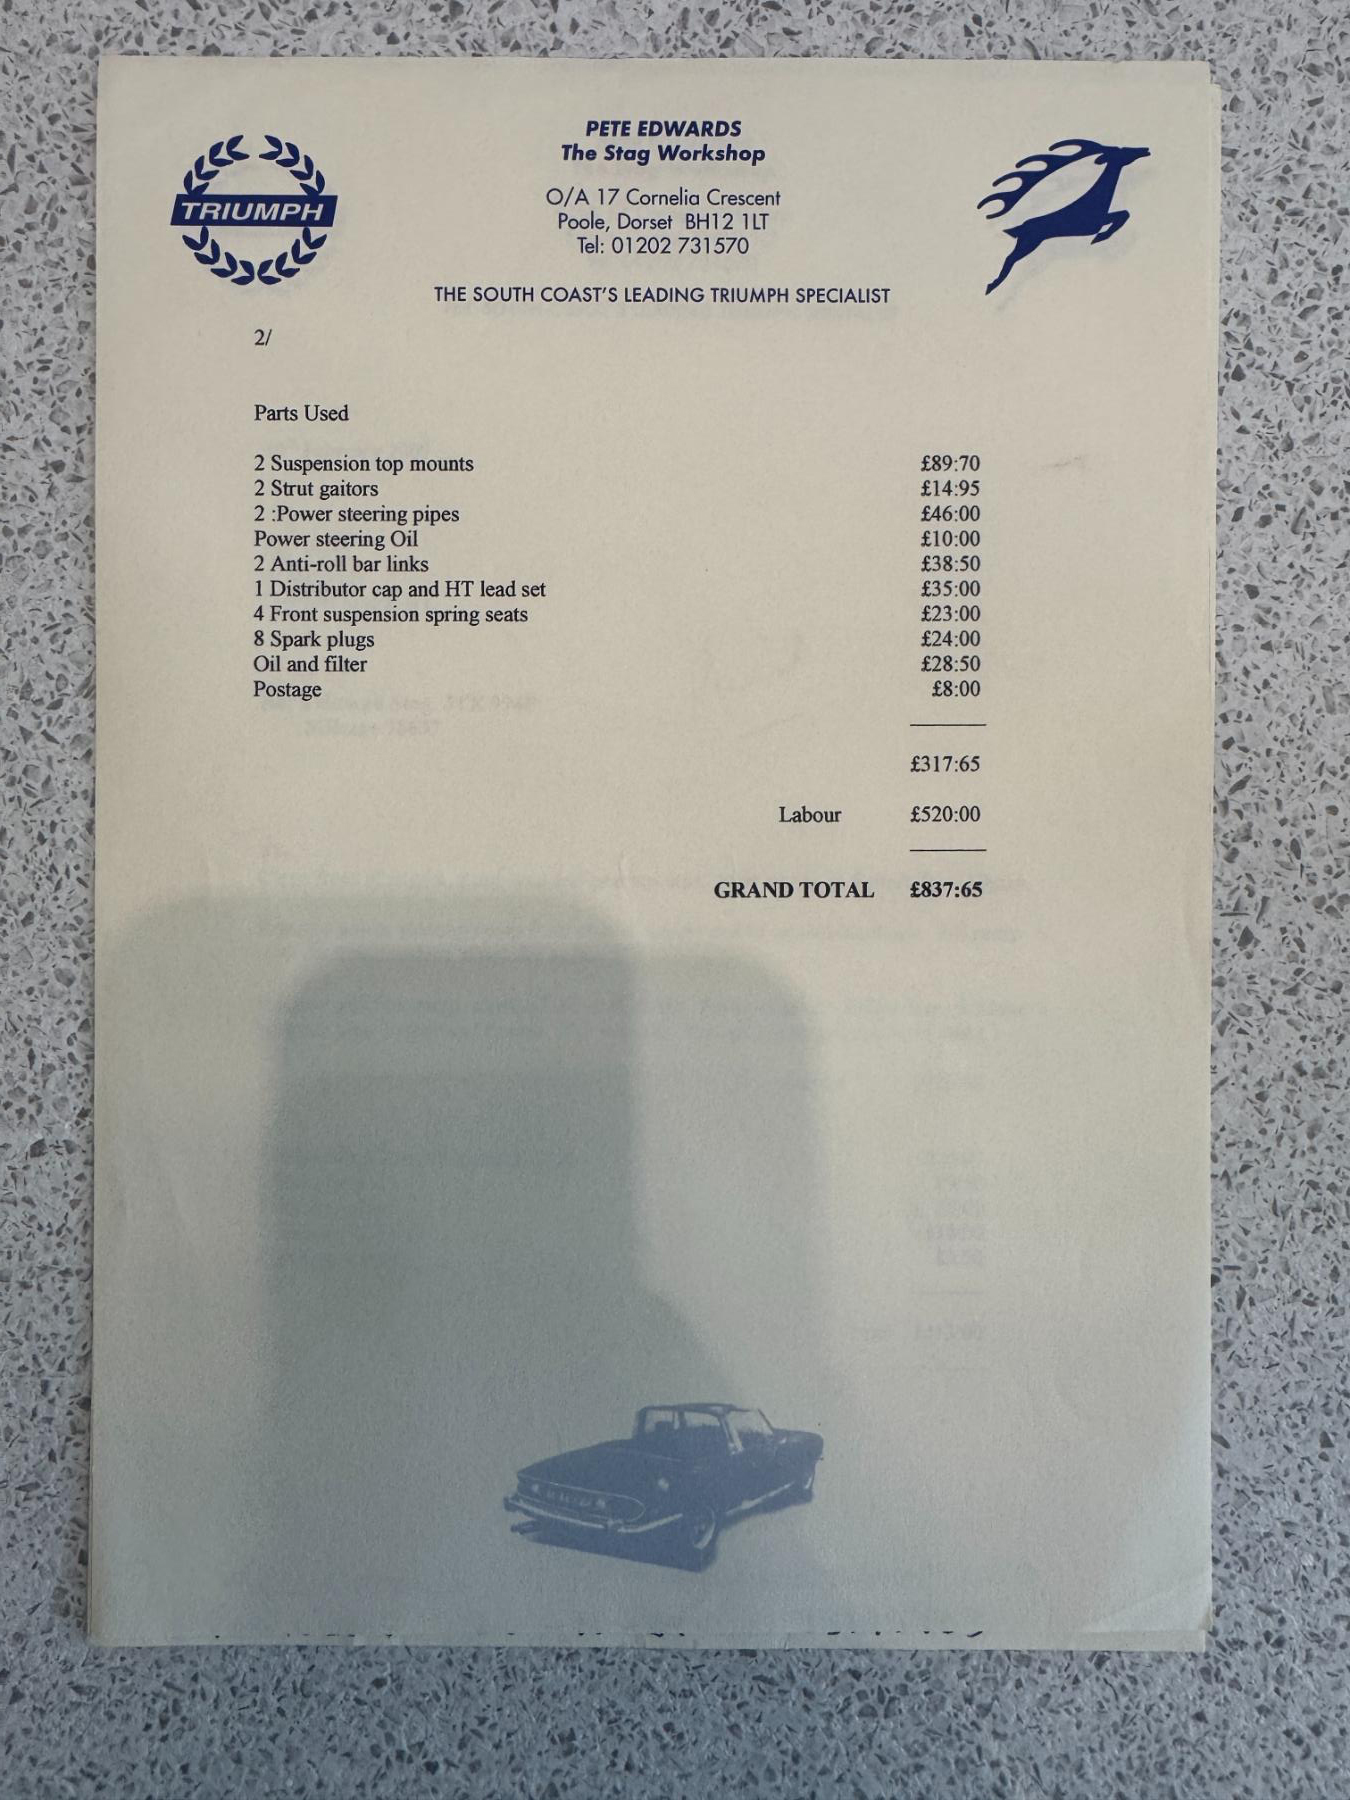 PETE EDWARDS
The Stag Workshop
TRIUMPH
O/A 17 Cornelia Crescent
Poole, Dorset BH12 1LT
Tel: 01202 731570
THE SOUTH COAST'S LEADING TRIUMPH SPECIALIST
2/
Parts Used
2 Suspension top mounts £89:70
2 Strut gaitors £14:95
2 :Power steering pipes £46:00
Power steering Oil £10:00
2 Anti-roll bar links £38:50
1 Distributor cap and HT lead set £35:00
4 Front suspension spring seats £23:00
8 Spark plugs £24:00
Oil and filter £28:50
Postage £8:00
£317:65
Labour £520:00
GRAND TOTAL £837:65